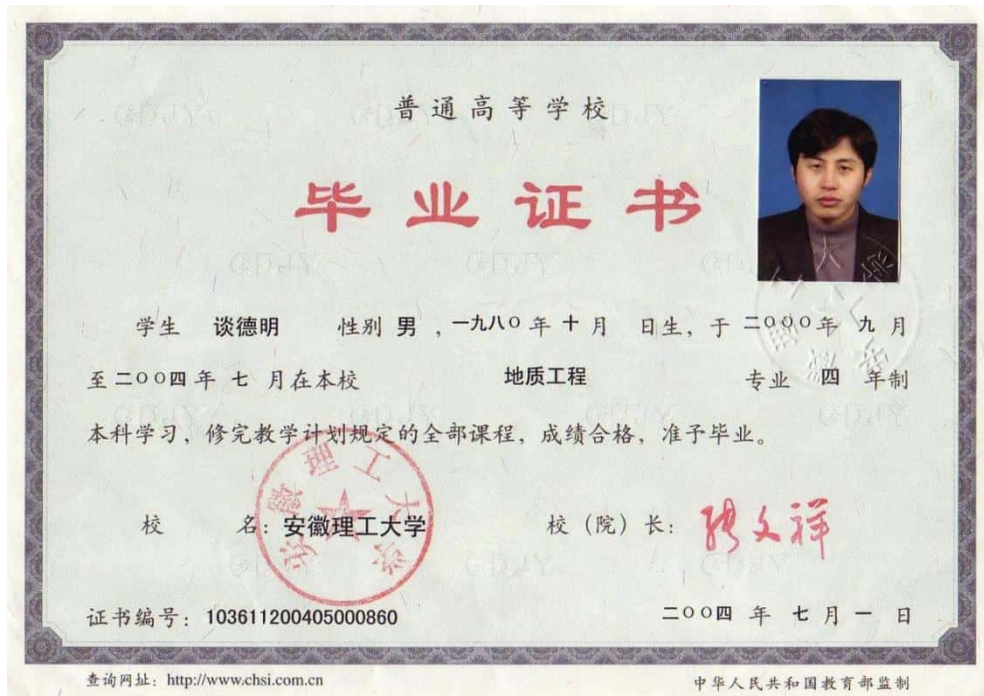 普通高等学校
毕业证书
学生 谈德明 性别 男 ，一九八〇 年 十 月 日生，于 二〇〇〇年 九 月
至 二〇〇四 年 七 月在本校 地质工程 专业 四 年制
本科学习，修完教学计划规定的全部课程，成绩合格，准予毕业。
校 名：安徽理工大学 校（院）长：
安徽理工大学
证书编号：103611200405000860 二〇〇四 年 七 月 一 日
查询网址：http://www.chsi.com.cn 中华人民共和国教育部监制